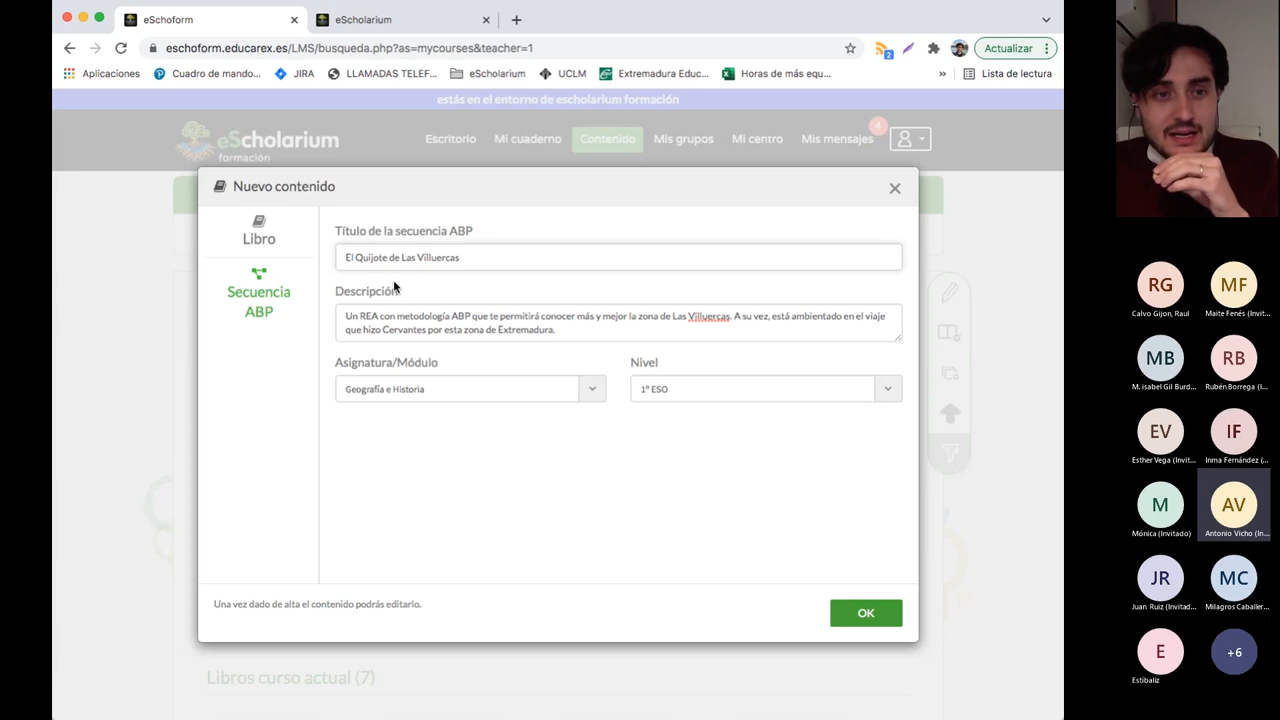 eSchoform
eScholarium
eschoform.educarex.es/LMS/busqueda.php?as=mycourses&teacher=1
2
Actualizar
Aplicaciones
Cuadro de mando...
JIRA
LLAMADAS TELEF...
eScholarium
UCLM
Extremadura Educ...
Horas de más equ...
»
Lista de lectura
estás en el entorno de escholarium formación
eScholarium
formación
Escritorio
Mi cuaderno
Contenido
Mis grupos
Mi centro
Mis mensajes
4
Nuevo contenido
Libro
Secuencia
ABP
Título de la secuencia ABP
El Quijote de Las Villuercas
Descripción
Un REA con metodología ABP que te permitirá conocer más y mejor la zona de Las Villuercas. A su vez, está ambientado en el viaje
que hizo Cervantes por esta zona de Extremadura.
Asignatura/Módulo
Nivel
Geografía e Historia
1º ESO
Una vez dado de alta el contenido podrás editarlo.
OK
Libros curso actual (7)
RG
Calvo Gijon, Raul
MF
Maite Fenés (Invit...
MB
M. isabel Gil Burd...
RB
Rubén Borrega (...
EV
Esther Vega (Invit...
IF
Inma Fernández (...
M
Mónica (Invitado)
AV
Antonio Vicho (In...
JR
Juan Ruiz (Invitad...
MC
Milagros Caballer...
E
Estíbaliz
+6